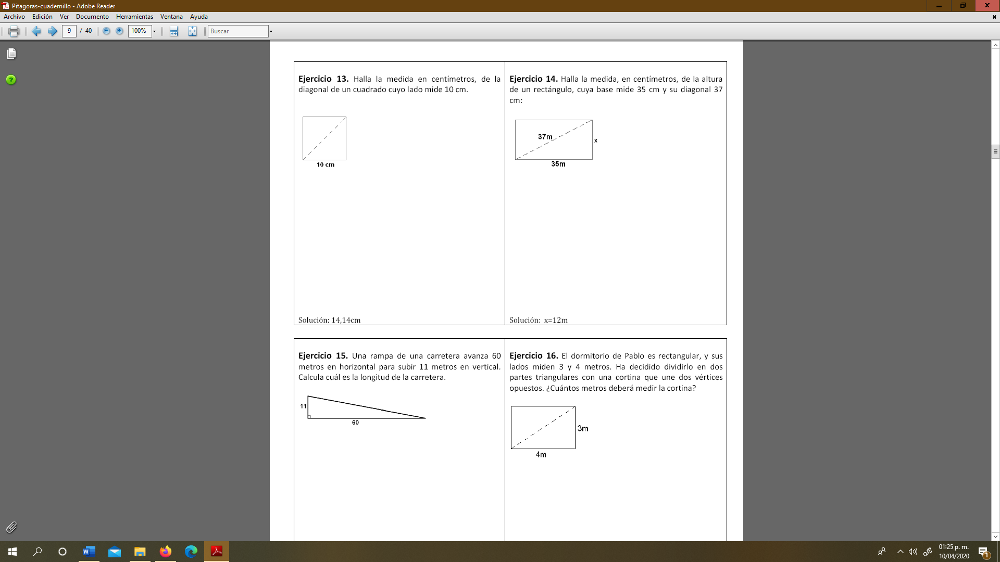 Pitagoras-cuadernillo - Adobe Reader
Archivo Edición Ver Documento Herramientas Ventana Ayuda
9 / 40 100% Buscar
Ejercicio 13. Halla la medida en centímetros, de la
diagonal de un cuadrado cuyo lado mide 10 cm.
10 cm
Solución: 14,14cm
Ejercicio 14. Halla la medida, en centímetros, de la altura
de un rectángulo, cuya base mide 35 cm y su diagonal 37
cm:
37m
x
35m
Solución: x=12m
Ejercicio 15. Una rampa de una carretera avanza 60
metros en horizontal para subir 11 metros en vertical.
Calcula cuál es la longitud de la carretera.
11
60
Ejercicio 16. El dormitorio de Pablo es rectangular, y sus
lados miden 3 y 4 metros. Ha decidido dividirlo en dos
partes triangulares con una cortina que une dos vértices
opuestos. ¿Cuántos metros deberá medir la cortina?
3m
4m
01:25 p. m.
10/04/2020
1